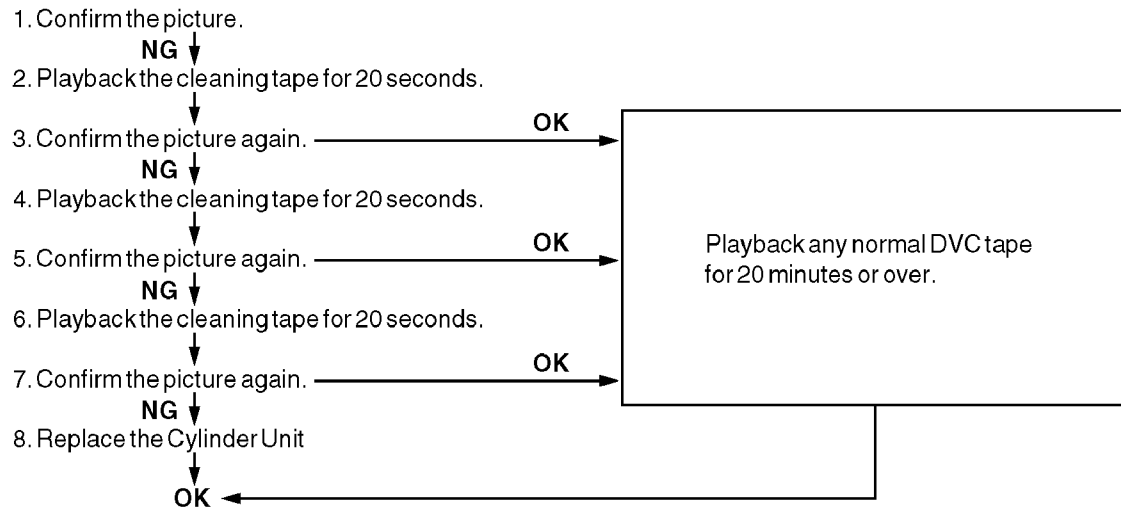 1. Confirm the picture.
NG
2. Playback the cleaning tape for 20 seconds.
3. Confirm the picture again.
OK
NG
4. Playback the cleaning tape for 20 seconds.
5. Confirm the picture again.
OK
NG
6. Playback the cleaning tape for 20 seconds.
7. Confirm the picture again.
OK
NG
8. Replace the Cylinder Unit
OK
Playback any normal DVC tape
for 20 minutes or over.